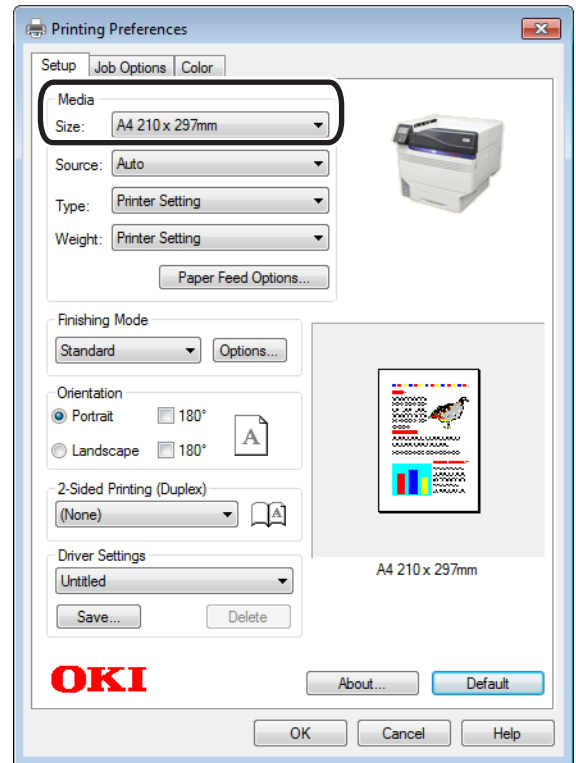 Printing Preferences
Setup Job Options Color
Media
Size: A4 210 x 297mm
Source: Auto
Type: Printer Setting
Weight: Printer Setting
Paper Feed Options...
Finishing Mode
Standard Options...
Orientation
Portrait 180°
Landscape 180°
A
2-Sided Printing (Duplex)
(None) A
Driver Settings
Untitled
Save... Delete
A4 210 x 297mm
OKI
About... Default
OK Cancel Help